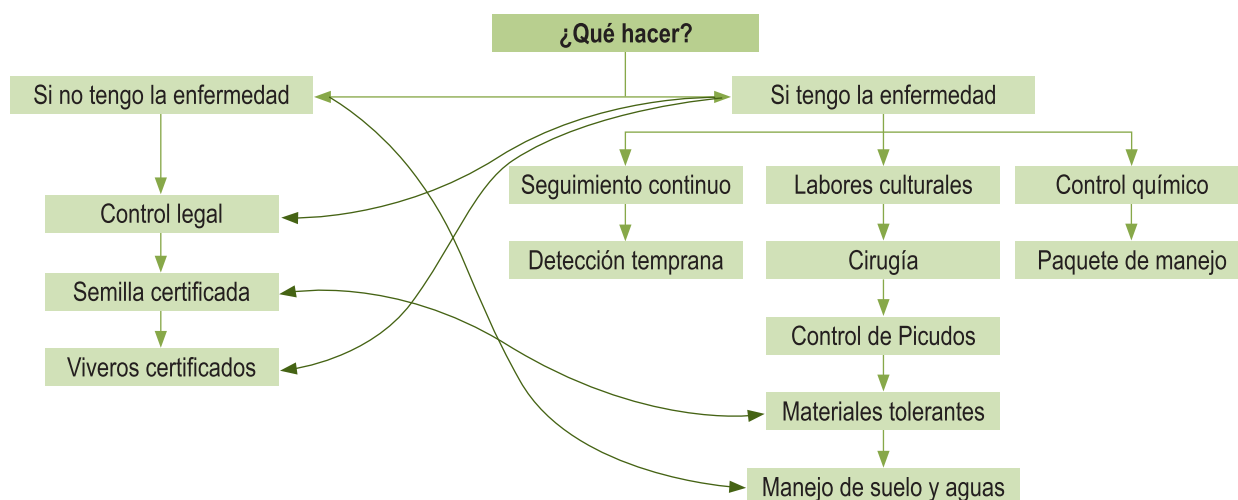 ¿Qué hacer?
Si no tengo la enfermedad
Si tengo la enfermedad
Seguimiento continuo
Labores culturales
Control químico
Control legal
Detección temprana
Cirugía
Paquete de manejo
Semilla certificada
Control de Picudos
Viveros certificados
Materiales tolerantes
Manejo de suelo y aguas